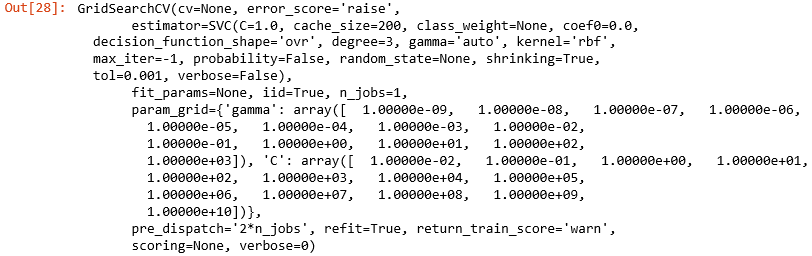 Out[28]: GridSearchCV(cv=None, error_score='raise',
estimator=SVC(C=1.0, cache_size=200, class_weight=None, coef0=0.0,
decision_function_shape='ovr', degree=3, gamma='auto', kernel='rbf',
max_iter=-1, probability=False, random_state=None, shrinking=True,
tol=0.001, verbose=False),
fit_params=None, iid=True, n_jobs=1,
param_grid={'gamma': array([ 1.00000e-09, 1.00000e-08, 1.00000e-07, 1.00000e-06,
1.00000e-05, 1.00000e-04, 1.00000e-03, 1.00000e-02,
1.00000e-01, 1.00000e+00, 1.00000e+01, 1.00000e+02,
1.00000e+03]), 'C': array([ 1.00000e-02, 1.00000e-01, 1.00000e+00, 1.00000e+01,
1.00000e+02, 1.00000e+03, 1.00000e+04, 1.00000e+05,
1.00000e+06, 1.00000e+07, 1.00000e+08, 1.00000e+09,
1.00000e+10])},
pre_dispatch='2*n_jobs', refit=True, return_train_score='warn',
scoring=None, verbose=0)